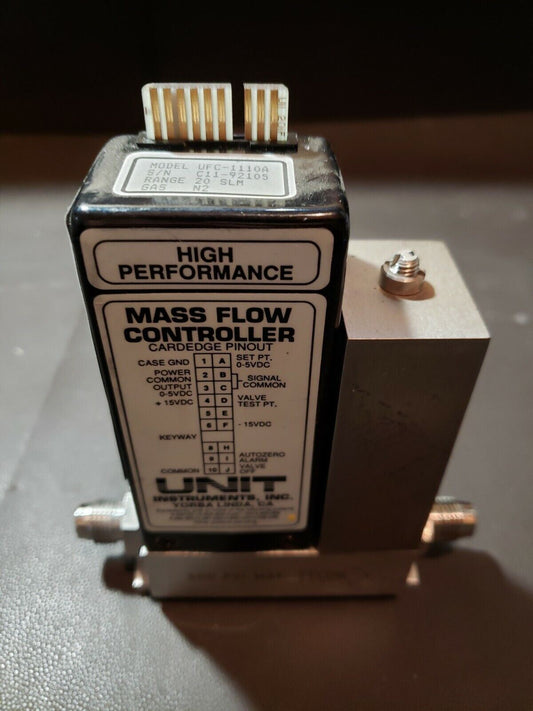 MODEL UFC-1110A
S/N C11-92105
RANGE 20 SLM
GAS N2
HIGH
PERFORMANCE
MASS FLOW
CONTROLLER
CARDEDGE PINOUT
CASE GND 1 A SET PT.
0-5VDC
POWER
COMMON 2 B SIGNAL
COMMON
OUTPUT
0-5VDC 3 C
+ 15VDC 4 D VALVE
TEST PT.
5 E
6 F - 15VDC
KEYWAY
8 H AUTOZERO
9 I ALARM
COMMON 10 J VALVE
OFF
UNIT
INSTRUMENTS, INC.
YORBA LINDA, CA